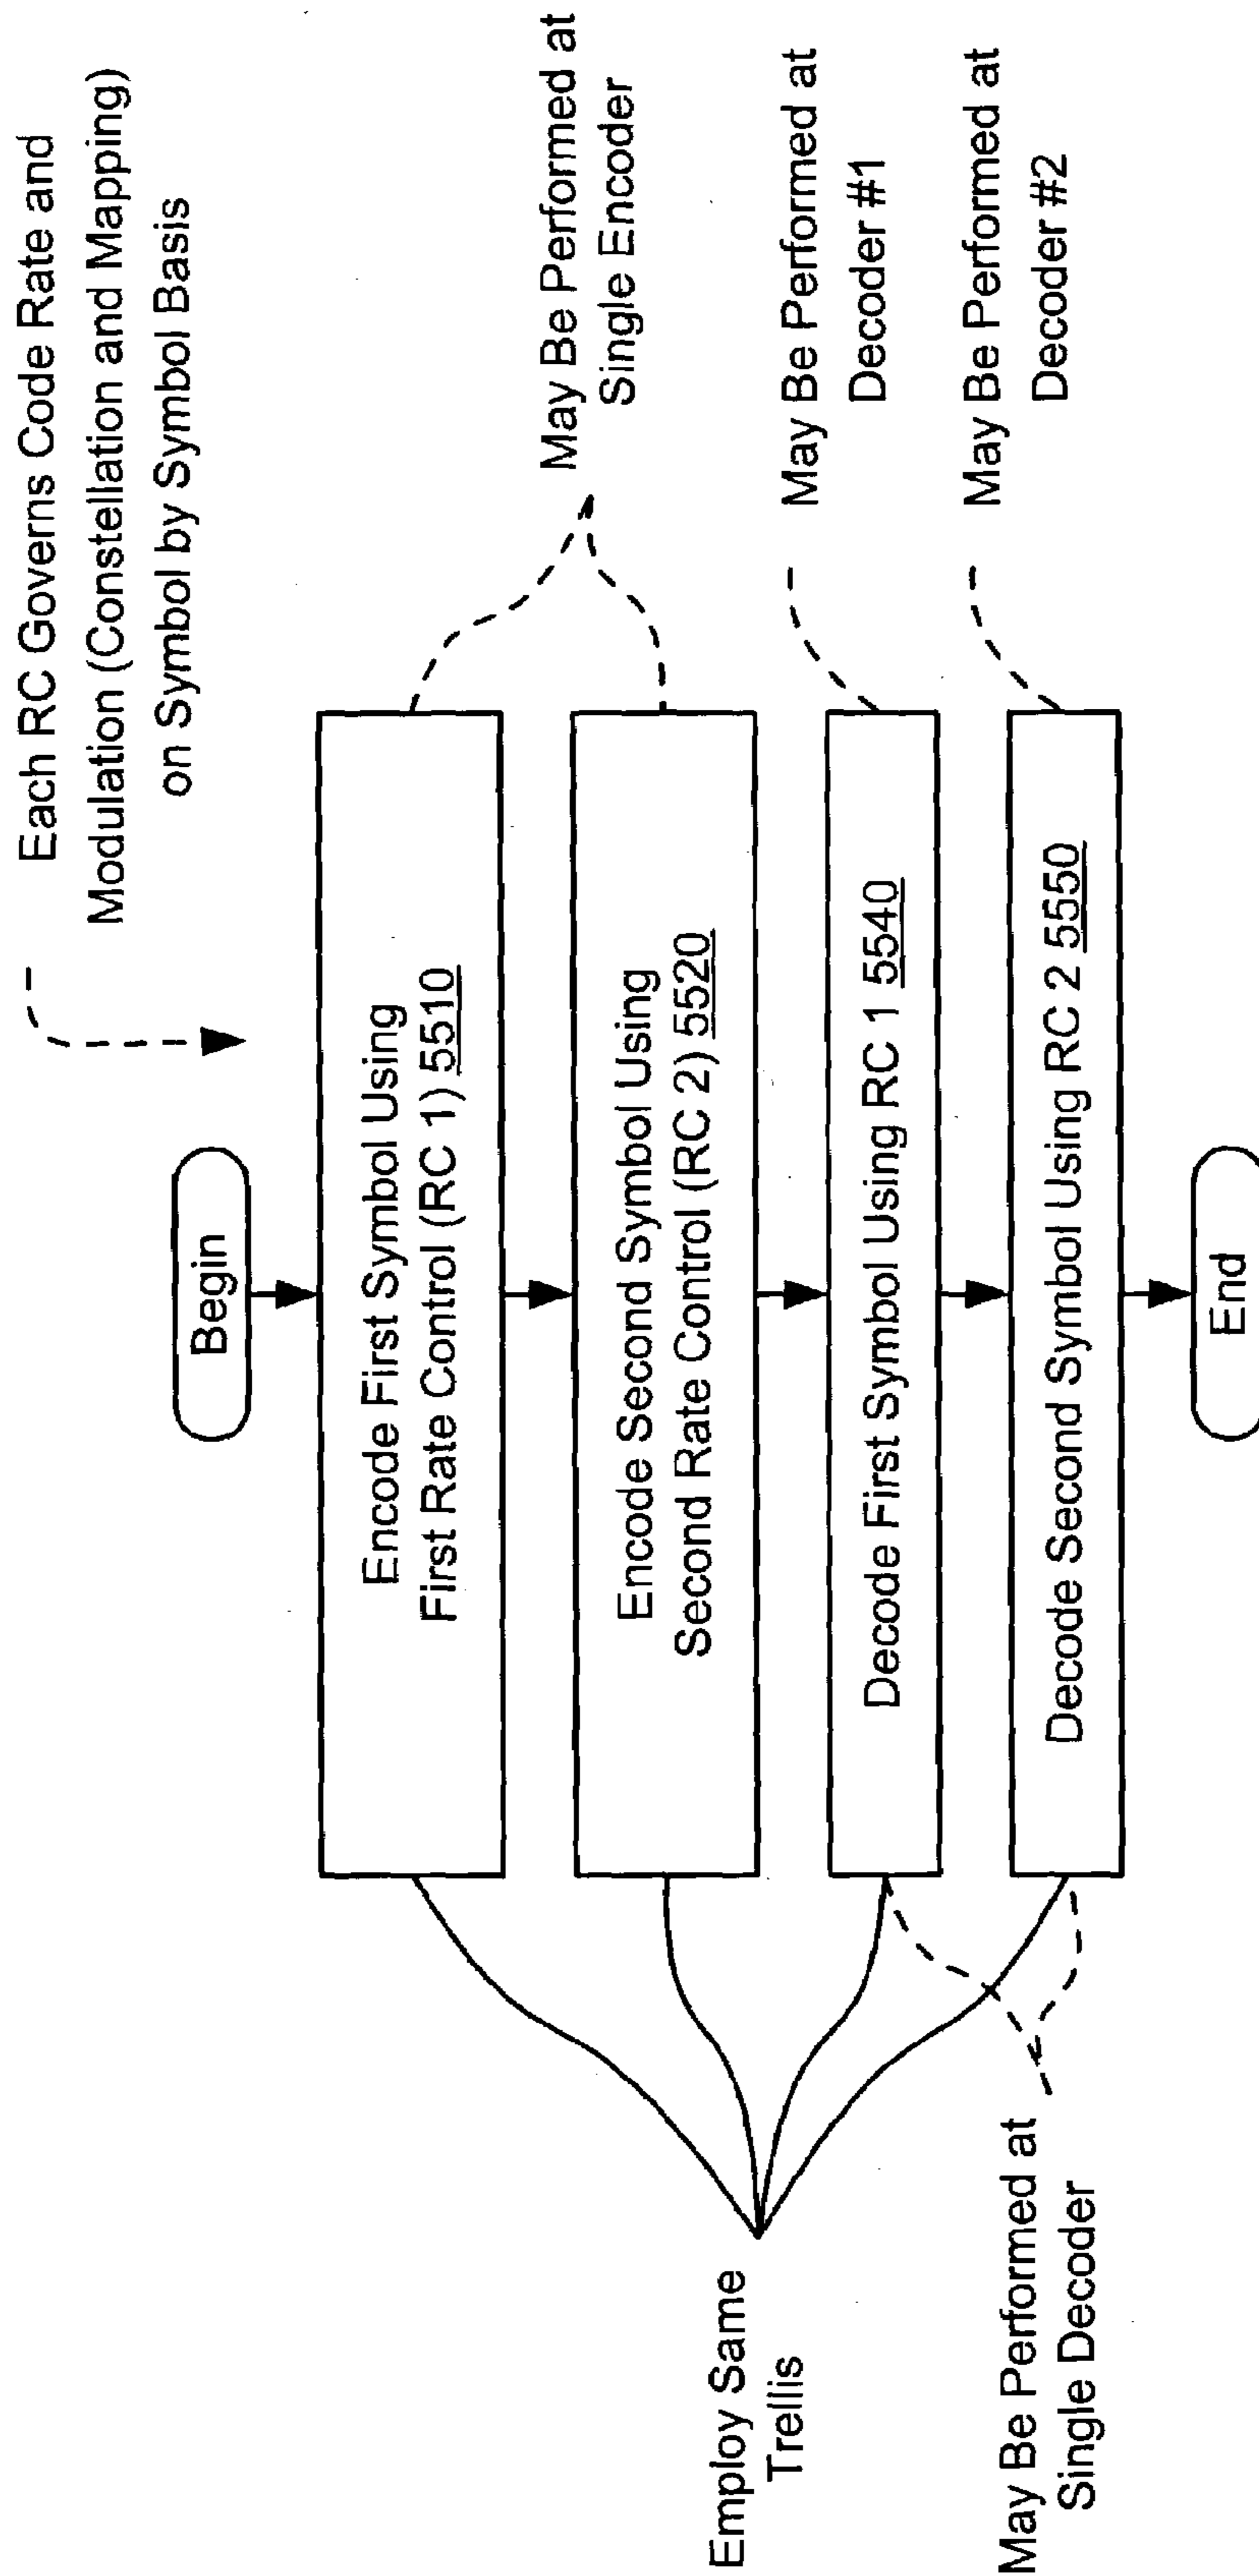 Each RC Governs Code Rate and
Modulation (Constellation and Mapping)
on Symbol by Symbol Basis
Begin
Encode First Symbol Using
First Rate Control (RC 1) 5510
May Be Performed at
Single Encoder
Encode Second Symbol Using
Second Rate Control (RC 2) 5520
Employ Same
Trellis
Decode First Symbol Using RC 1 5540
May Be Performed at
Decoder #1
Decode Second Symbol Using RC 2 5550
May Be Performed at
Decoder #2
May Be Performed at
Single Decoder
End